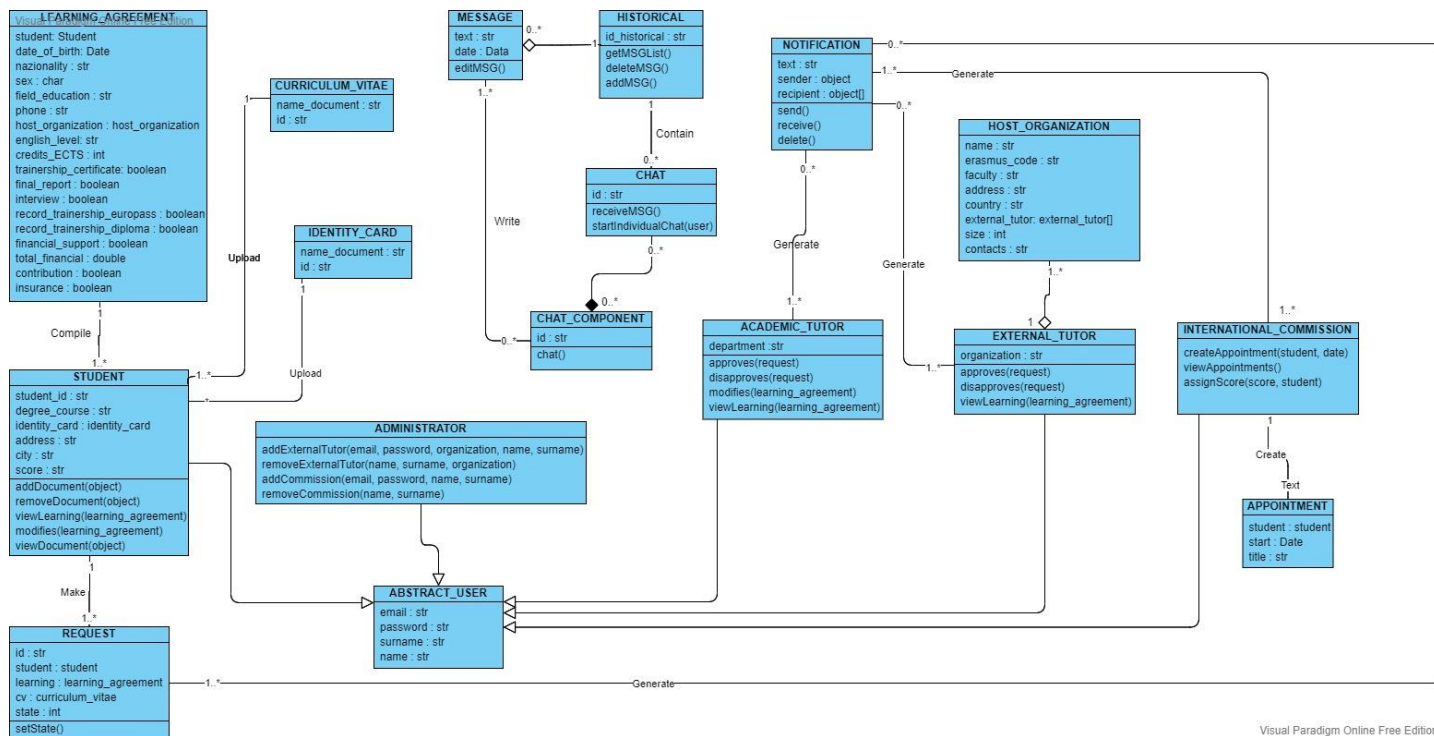 Visual Paradigm Online Free Edition
LEARNING_AGREEMENT
student: Student
date_of_birth: Date
nazionality : str
sex : char
field_education : str
phone : str
host_organization : host_organization
english_level: str
credits_ECTS : int
trainership_certificate: boolean
final_report : boolean
interview : boolean
record_trainership_europass : boolean
record_trainership_diploma : boolean
financial_support : boolean
total_financial : double
contribution : boolean
insurance : boolean
1
Compile
1..*
CURRICULUM_VITAE
name_document : str
id : str
1
Upload
1..*
IDENTITY_CARD
name_document : str
id : str
1
Upload
*
MESSAGE
text : str
date : Data
editMSG()
0..*
1
1..*
Write
0..*
HISTORICAL
id_historical : str
getMSGList()
deleteMSG()
addMSG()
1
Contain
0..*
CHAT
id : str
receiveMSG()
startIndividualChat(user)
0..*
0..*
CHAT_COMPONENT
id : str
chat()
NOTIFICATION
text : str
sender : object
recipient : object[]
send()
receive()
delete()
0..*
1..*
Generate
0..*
0..*
Generate
1..*
Generate
1..*
1..*
HOST_ORGANIZATION
name : str
erasmus_code : str
faculty : str
address : str
country : str
external_tutor: external_tutor[]
size : int
contacts : str
1..*
1
ACADEMIC_TUTOR
department :str
approves(request)
disapproves(request)
modifies(learning_agreement)
viewLearning(learning_agreement)
EXTERNAL_TUTOR
organization : str
approves(request)
disapproves(request)
viewLearning(learning_agreement)
INTERNATIONAL_COMMISSION
createAppointment(student, date)
viewAppointments()
assignScore(score, student)
1
Create
Text
APPOINTMENT
student : student
start : Date
title : str
STUDENT
student_id : str
degree_course : str
identity_card : identity_card
address : str
city : str
score : str
addDocument(object)
removeDocument(object)
viewLearning(learning_agreement)
modifies(learning_agreement)
viewDocument(object)
1
Make
1..*
ADMINISTRATOR
addExternalTutor(email, password, organization, name, surname)
removeExternalTutor(name, surname, organization)
addCommission(email, password, name, surname)
removeCommission(name, surname)
ABSTRACT_USER
email : str
password : str
surname : str
name : str
REQUEST
id : str
student : student
learning : learning_agreement
cv : curriculum_vitae
state : int
setState()
1..*
Generate
Visual Paradigm Online Free Edition